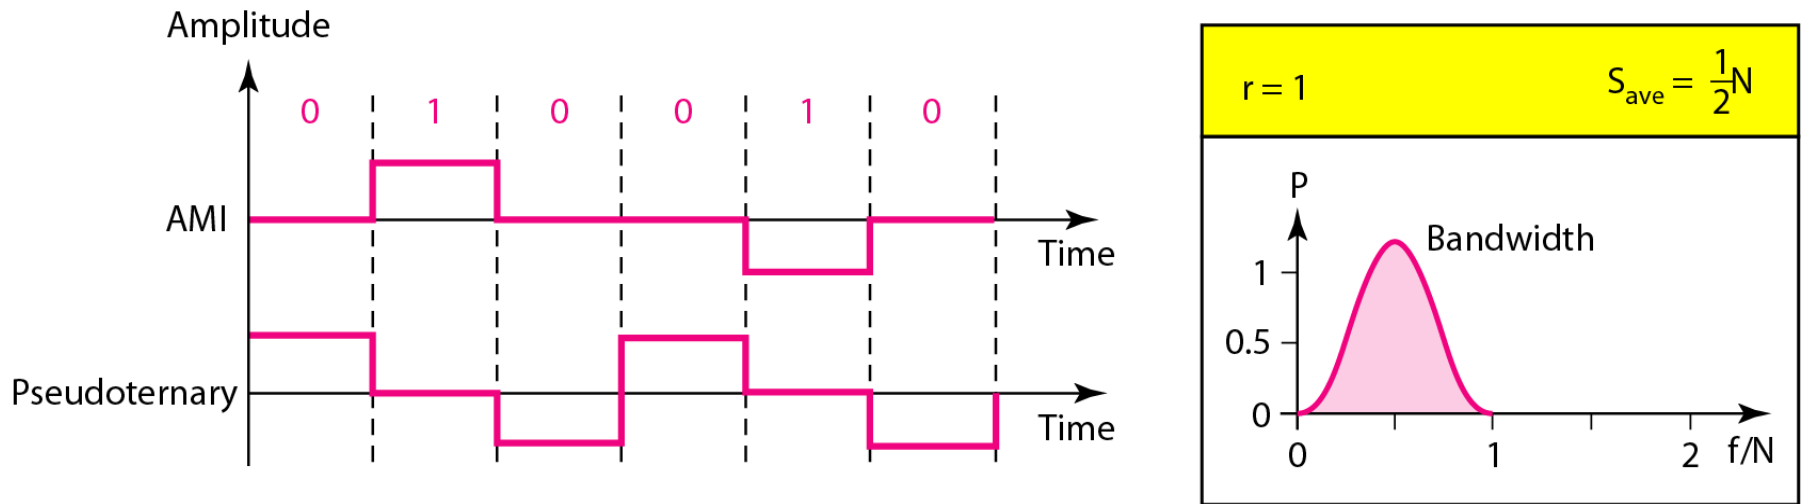 Amplitude
0 1 0 0 1 0
AMI
Time
Pseudoternary
Time
r = 1
S_ave = 1/2 N
P
Bandwidth
1
0.5
0
0 1 2 f/N